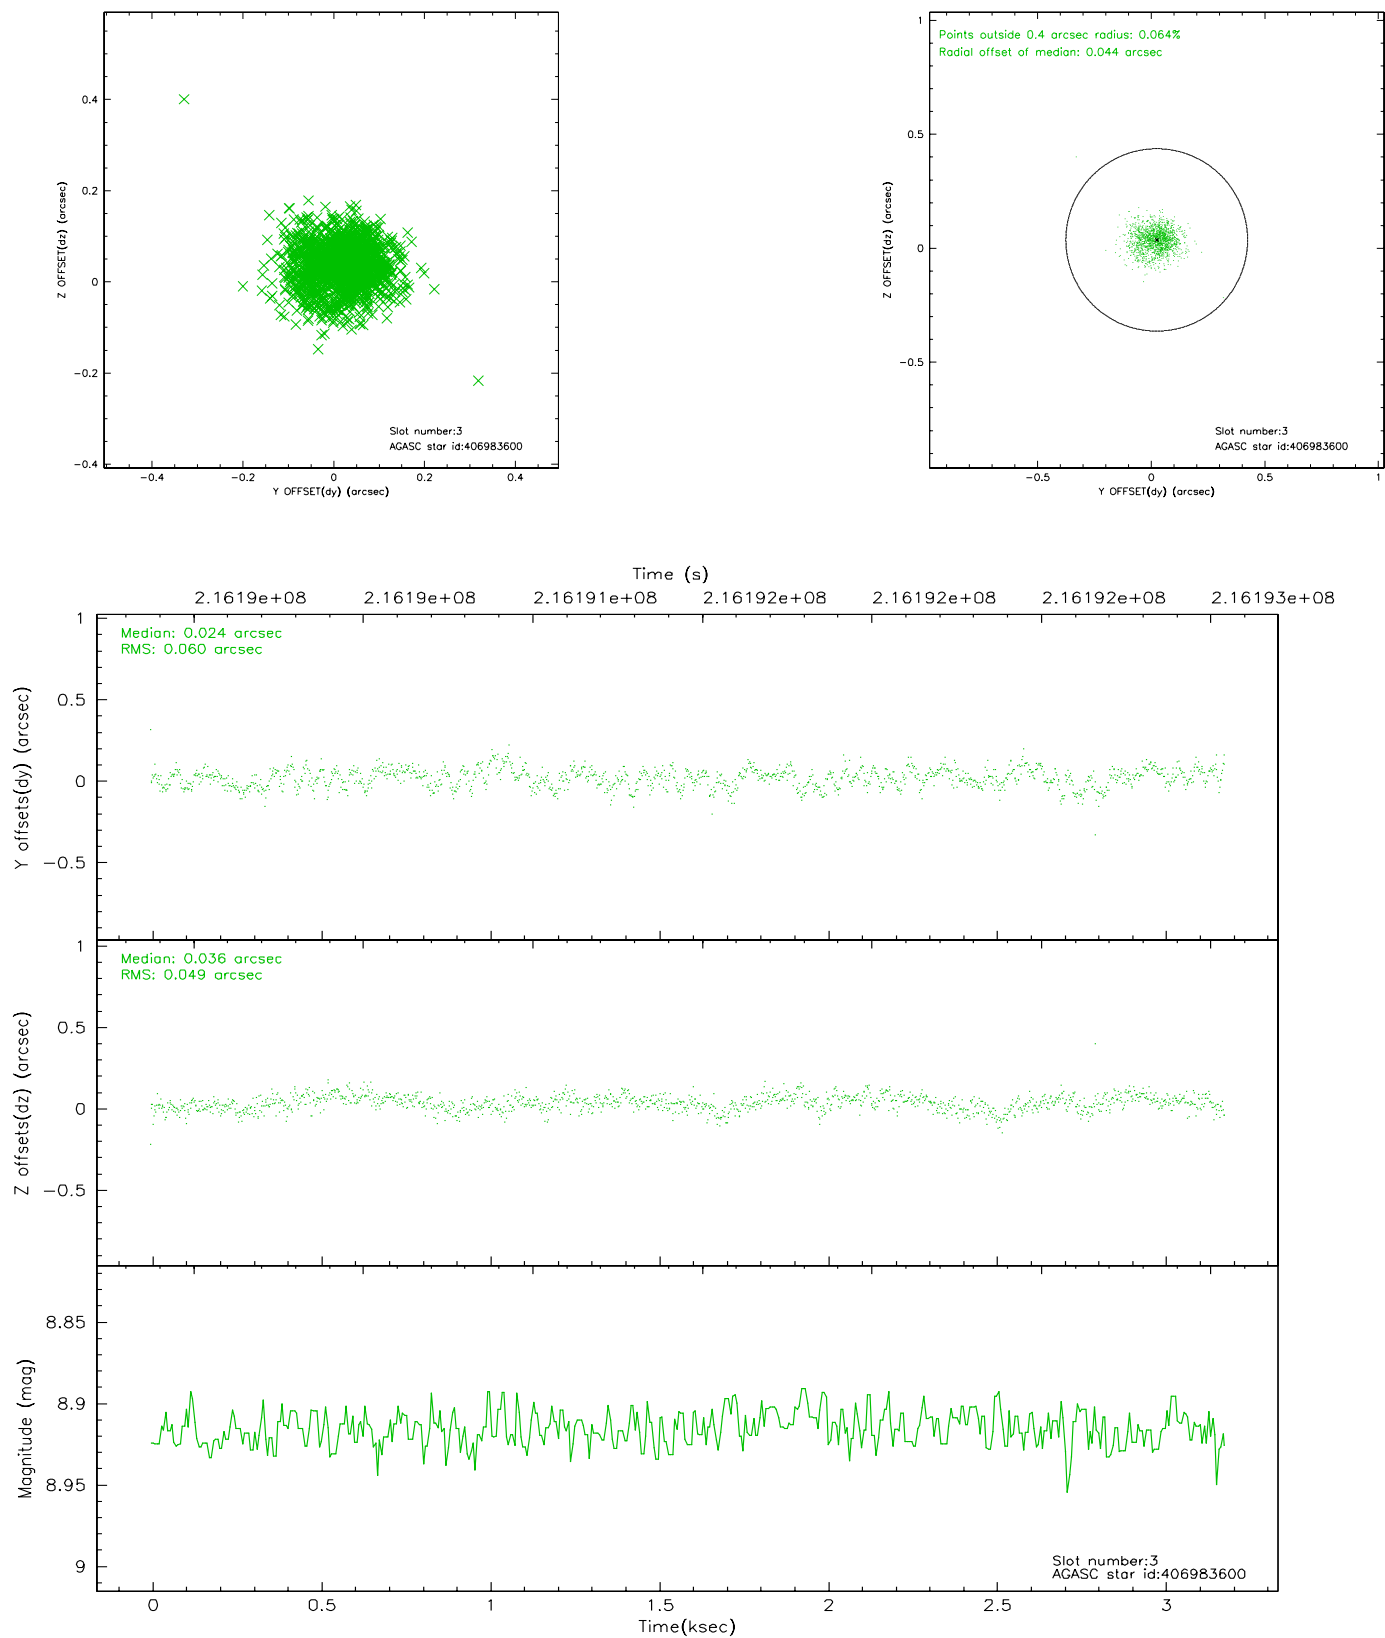 0.4
0.2
0
−0.2
−0.4
Z OFFSET(dz) (arcsec)
Slot number:3
AGASC star id:406983600
−0.4 −0.2 0 0.2 0.4
Y OFFSET(dy) (arcsec)
Points outside 0.4 arcsec radius: 0.064%
Radial offset of median: 0.044 arcsec
1
0.5
0
−0.5
Z OFFSET(dz) (arcsec)
Slot number:3
AGASC star id:406983600
−0.5 0 0.5 1
Y OFFSET(dy) (arcsec)
Time (s)
2.1619e+08 2.1619e+08 2.16191e+08 2.16192e+08 2.16192e+08 2.16192e+08 2.16193e+08
Median: 0.024 arcsec
RMS: 0.060 arcsec
1
0.5
0
−0.5
Y offsets(dy) (arcsec)
Median: 0.036 arcsec
RMS: 0.049 arcsec
1
0.5
0
−0.5
Z offsets(dz) (arcsec)
8.85
8.9
8.95
9
Magnitude (mag)
Slot number:3
AGASC star id:406983600
0 0.5 1 1.5 2 2.5 3
Time(ksec)